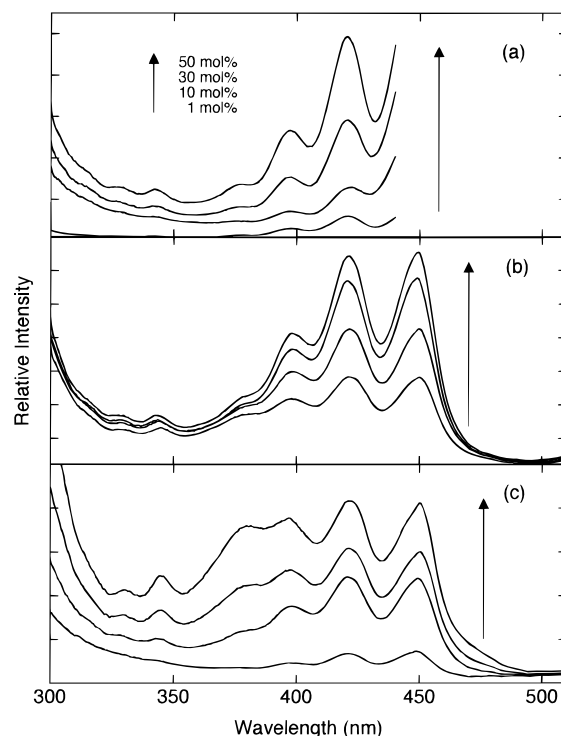 (a)
50 mol%
30 mol%
10 mol%
1 mol%
(b)
Relative Intensity
(c)
300 350 400 450 500
Wavelength (nm)